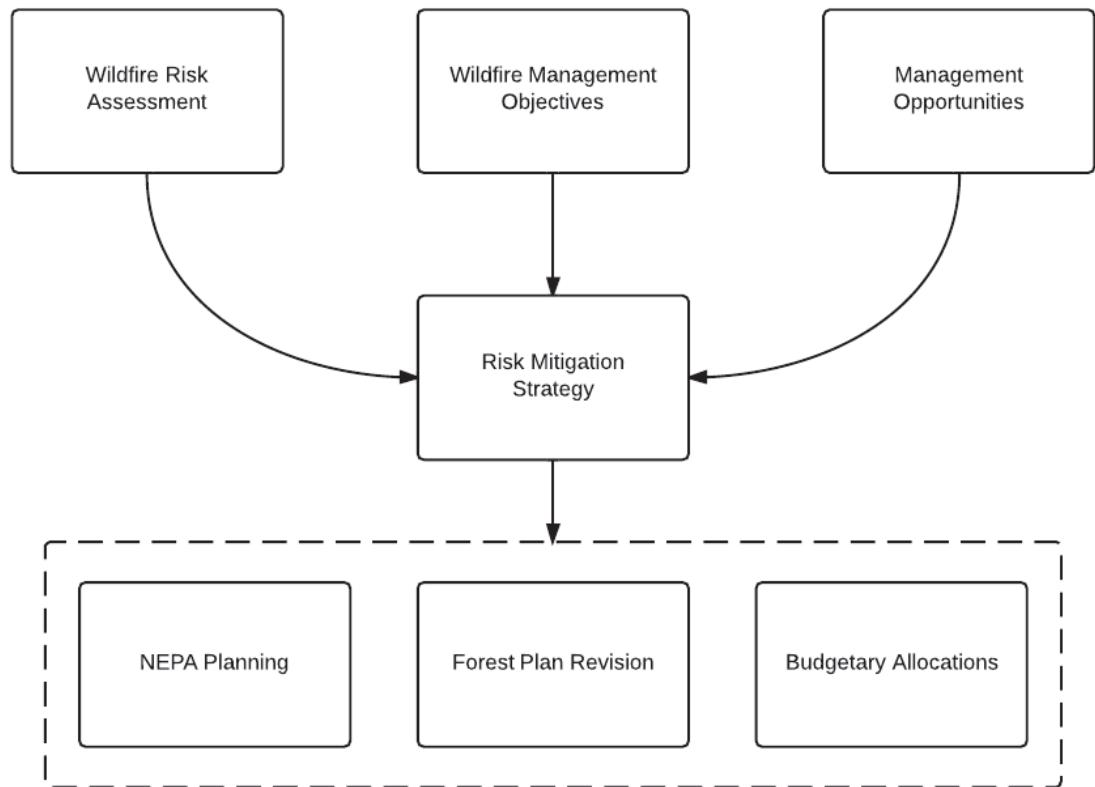 Wildfire Risk
Assessment
Wildfire Management
Objectives
Management
Opportunities
Risk Mitigation
Strategy
NEPA Planning
Forest Plan Revision
Budgetary Allocations